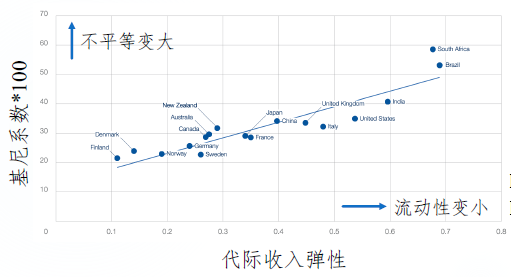 70
60
50
40
30
20
10
0
0
0.1
0.2
0.3
0.4
0.5
0.6
0.7
0.8
不平等变大
基尼系数*100
South Africa
Brazil
India
United Kingdom
United States
Italy
Japan
China
France
New Zealand
Australia
Canada
Germany
Sweden
Norway
Denmark
Finland
流动性变小
代际收入弹性